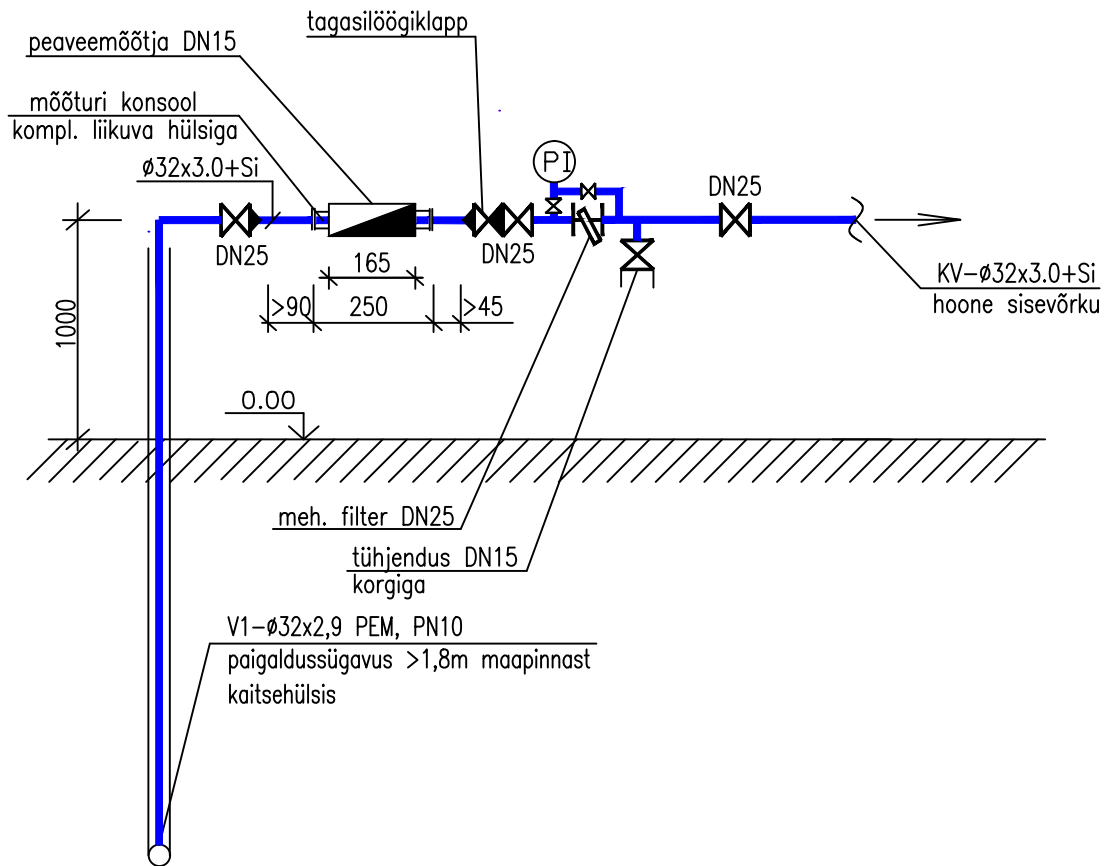 tagasilöögiklapp
peaveemõõtja DN15
mõõturi konsool
kompl. liikuva hülsiga
ø32x3.0+Si
PI
DN25
DN25
DN25
165
>90
250
>45
1000
KV-ø32x3.0+Si
hoone sisevõrku
0.00
meh. filter DN25
tühjendus DN15
korgiga
V1-ø32x2,9 PEM, PN10
paigaldussügavus >1,8m maapinnast
kaitsehülsis